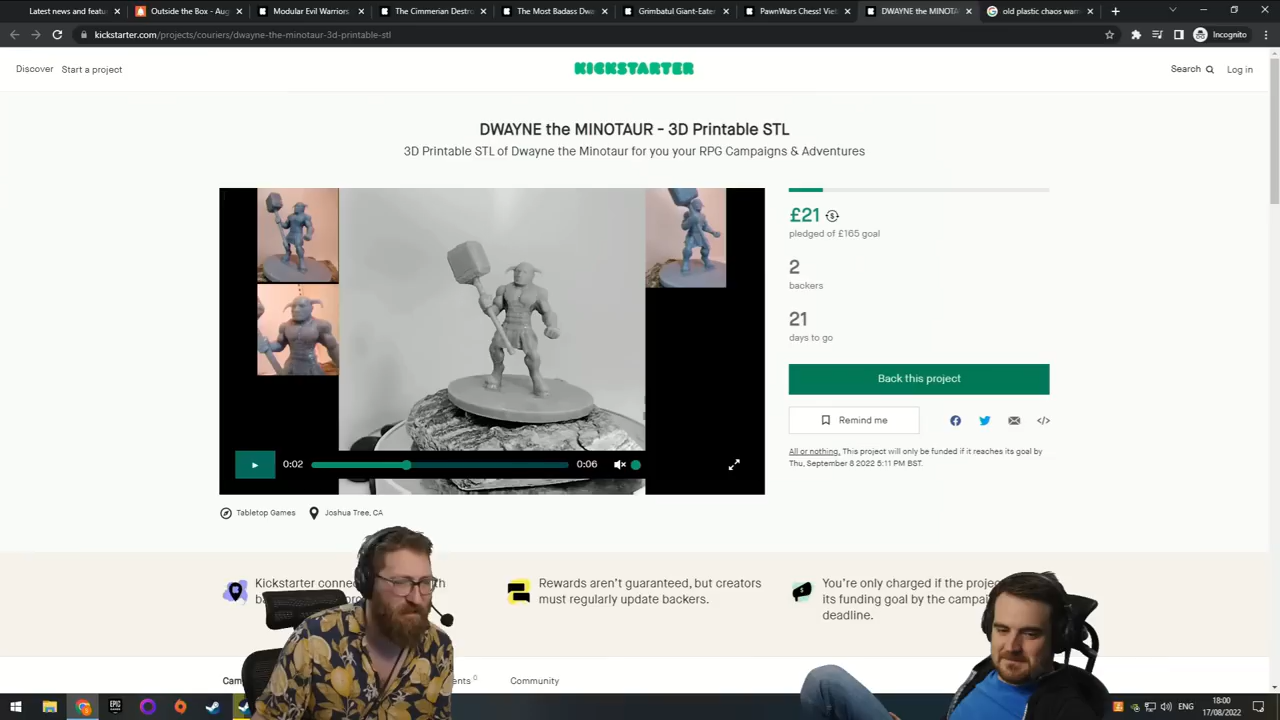 Latest news and feature
Outside the Box - Aug
Modular Evil Warriors
The Cimmerian Destro
The Most Badass Dwa
Grimbatul Giant-Eater
PawnWars Chess Vie
DWAYNE the MINOTA
old plastic chaos warr
kickstarter.com/projects/couriers/dwayne-the-minotaur-3d-printable-stl
Incognito
Discover
Start a project
KICKSTARTER
Search
Log in
DWAYNE the MINOTAUR - 3D Printable STL
3D Printable STL of Dwayne the Minotaur for you your RPG Campaigns & Adventures
£21
pledged of £165 goal
2
backers
21
days to go
Back this project
Remind me
All or nothing. This project will only be funded if it reaches its goal by
Thu, September 8 2022 5:11 PM BST.
0:02
0:06
Tabletop Games
Joshua Tree, CA
Kickstarter
Rewards aren't guaranteed, but creators
must regularly update backers.
You're only charged if the
its funding goal by the
deadline.
0
Community
ENG
18:00
17/08/2022